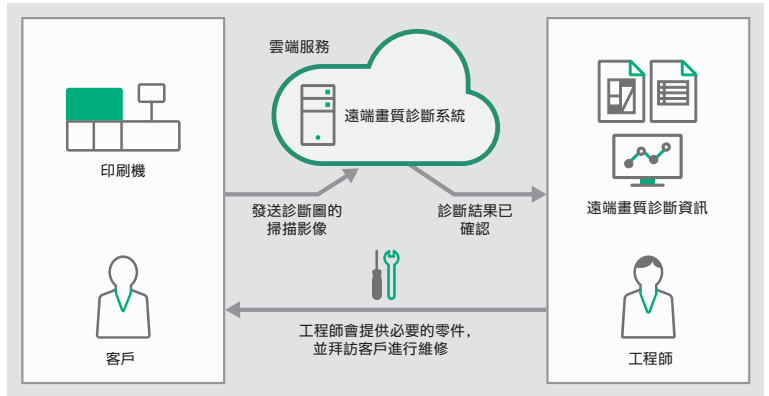 雲端服務
遠端畫質診斷系統
印刷機
發送診斷圖的
掃描影像
診斷結果已
確認
遠端畫質診斷資訊
工程師會提供必要的零件，
並拜訪客戶進行維修
客戶
工程師